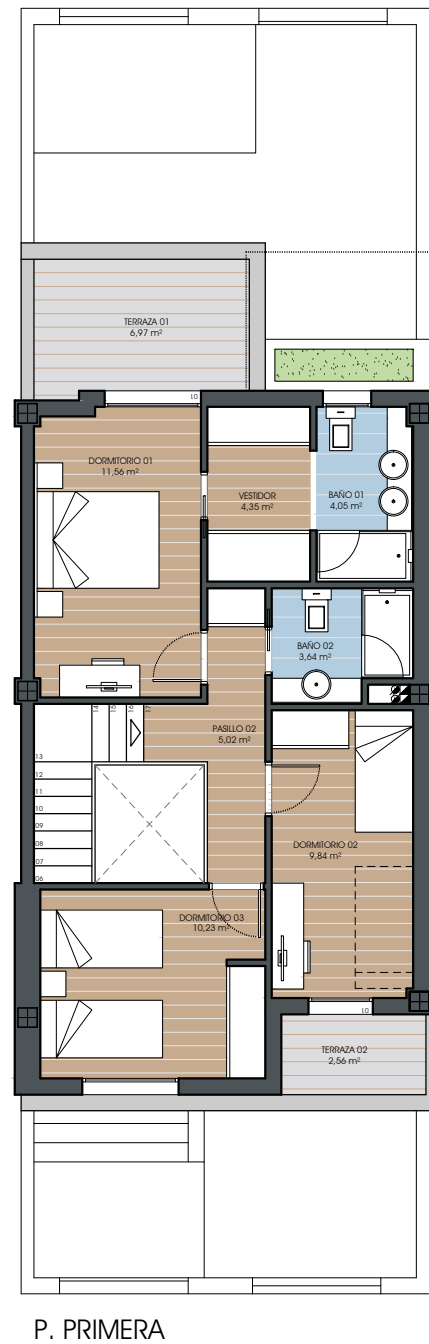 TERRAZA 01
6,97 m²
10
DORMITORIO 01
11,56 m²
VESTIDOR
4,35 m²
BAÑO 01
4,05 m²
BAÑO 02
3,64 m²
14
15
16
17
PASILLO 02
5,02 m²
13
12
11
10
09
08
07
06
DORMITORIO 02
9,84 m²
DORMITORIO 03
10,23 m²
10
TERRAZA 02
2,56 m²
P. PRIMERA